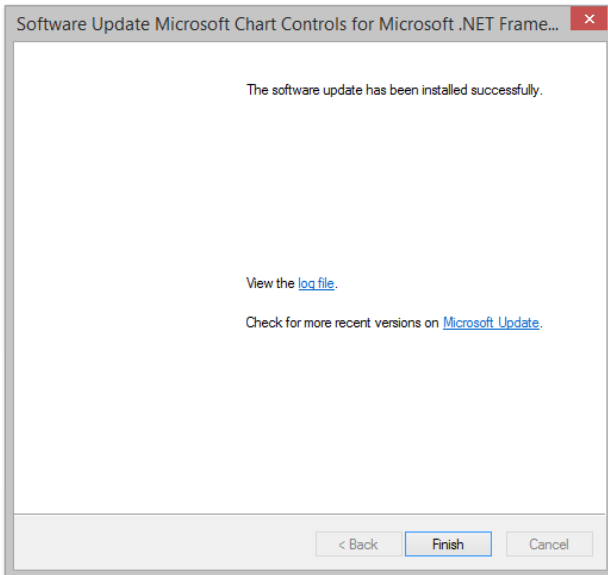 Software Update Microsoft Chart Controls for Microsoft .NET Frame...
The software update has been installed successfully.
View the log file.
Check for more recent versions on Microsoft Update.
< Back Finish Cancel